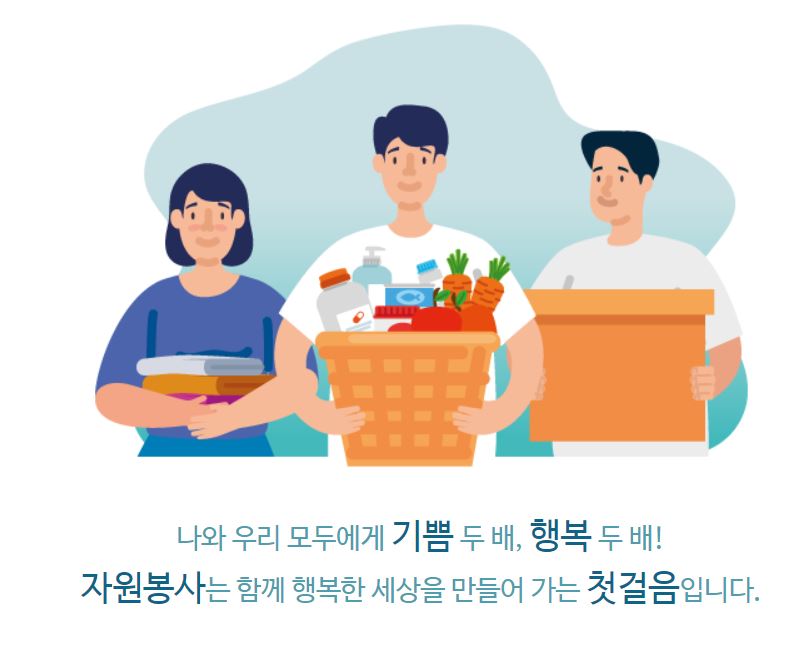 나와 우리 모두에게 기쁨 두 배, 행복 두 배!
자원봉사는 함께 행복한 세상을 만들어 가는 첫걸음입니다.